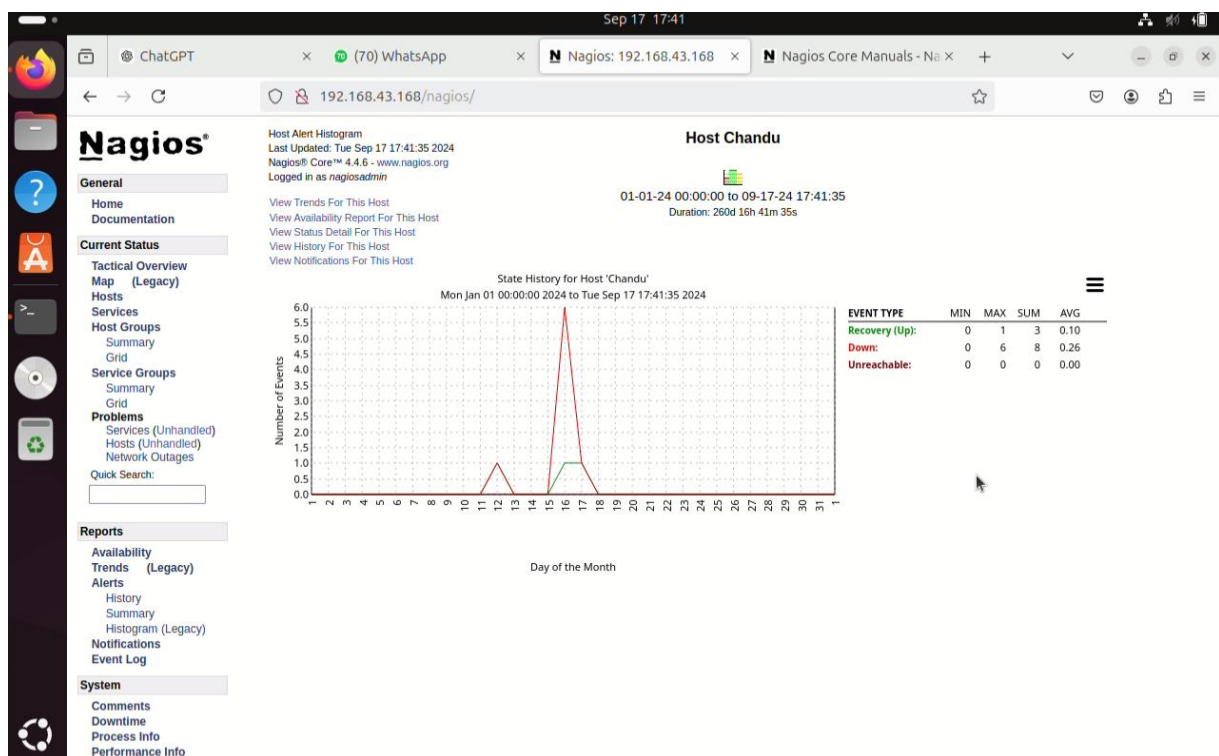 Sep 17 17:41
ChatGPT
70
(70) WhatsApp
N Nagios: 192.168.43.168
N Nagios Core Manuals - Na
192.168.43.168/nagios/
Nagios®
General
Home
Documentation
Current Status
Tactical Overview
Map (Legacy)
Hosts
Services
Host Groups
Summary
Grid
Service Groups
Summary
Grid
Problems
Services (Unhandled)
Hosts (Unhandled)
Network Outages
Quick Search:
Reports
Availability
Trends (Legacy)
Alerts
History
Summary
Histogram (Legacy)
Notifications
Event Log
System
Comments
Downtime
Process Info
Performance Info
Host Alert Histogram
Last Updated: Tue Sep 17 17:41:35 2024
Nagios® Core™ 4.4.6 - www.nagios.org
Logged in as nagiosadmin
View Trends For This Host
View Availability Report For This Host
View Status Detail For This Host
View History For This Host
View Notifications For This Host
Host Chandu
01-01-24 00:00:00 to 09-17-24 17:41:35
Duration: 260d 16h 41m 35s
State History for Host 'Chandu'
Mon Jan 01 00:00:00 2024 to Tue Sep 17 17:41:35 2024
Number of Events
6.0
5.5
5.0
4.5
4.0
3.5
3.0
2.5
2.0
1.5
1.0
0.5
0.0
1 2 3 4 5 6 7 8 9 10 11 12 13 14 15 16 17 18 19 20 21 22 23 24 25 26 27 28 29 30 31 1
Day of the Month
EVENT TYPE MIN MAX SUM AVG
Recovery (Up): 0 1 3 0.10
Down: 0 6 8 0.26
Unreachable: 0 0 0 0.00